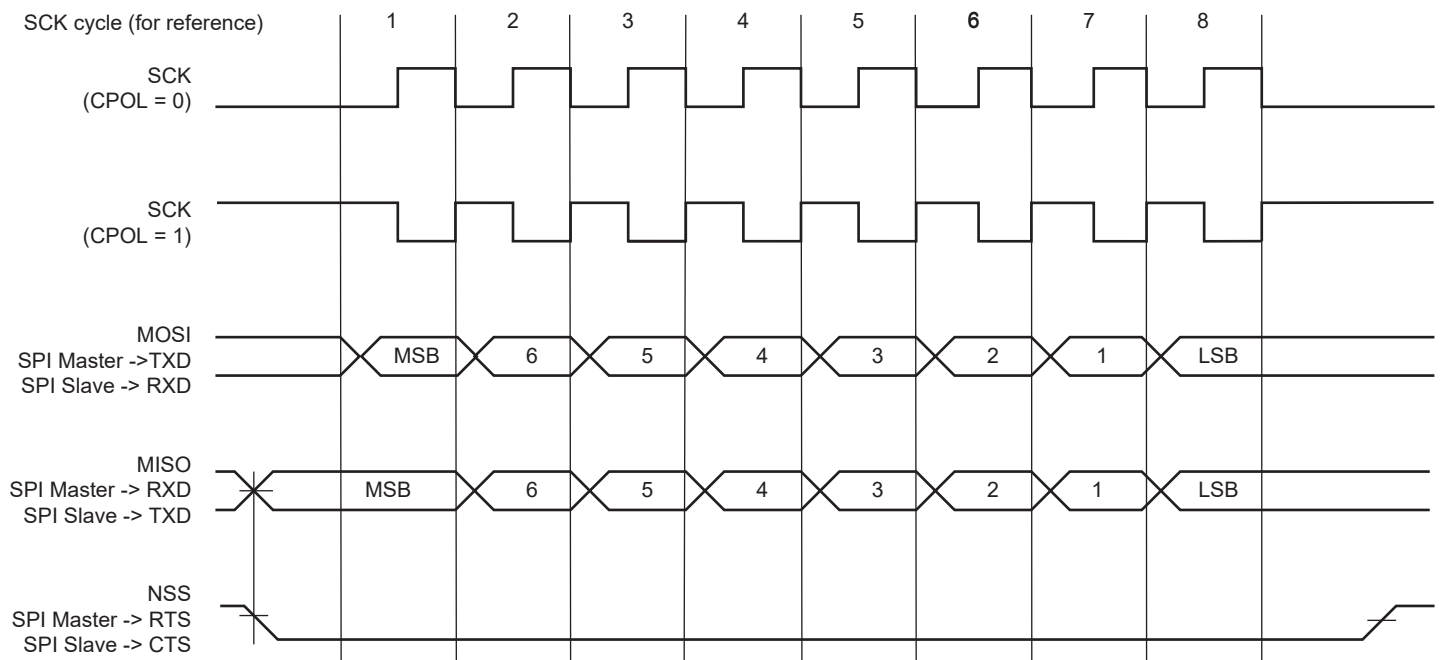 SCK cycle (for reference) 1 2 3 4 5 6 7 8
SCK
(CPOL = 0)
SCK
(CPOL = 1)
MOSI
SPI Master ->TXD
SPI Slave -> RXD
MSB 6 5 4 3 2 1 LSB
MISO
SPI Master -> RXD
SPI Slave -> TXD
MSB 6 5 4 3 2 1 LSB
NSS
SPI Master -> RTS
SPI Slave -> CTS